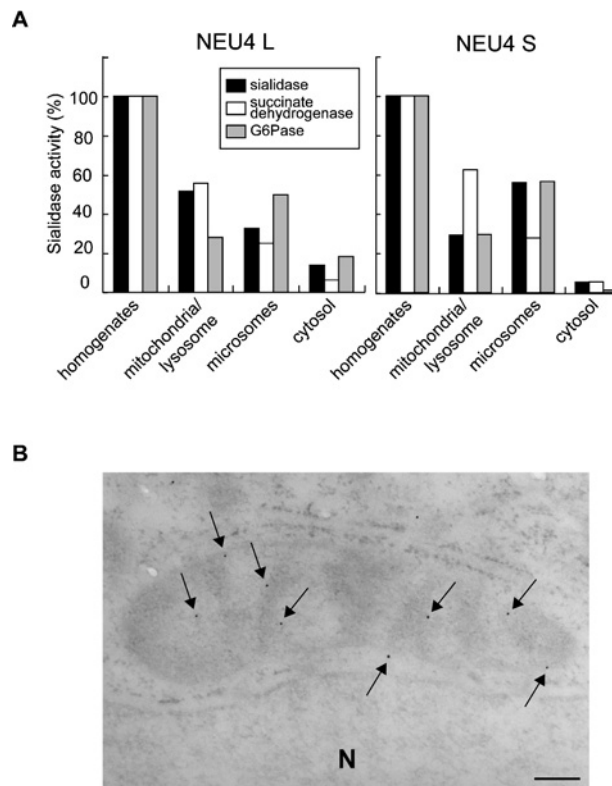 A
NEU4 L
NEU4 S
sialidase
succinate
dehydrogenase
G6Pase
Sialidase activity (%)
100
80
60
40
20
0
homogenates
mitochondria/
lysosome
microsomes
cytosol
homogenates
mitochondria/
lysosome
microsomes
cytosol
B
N